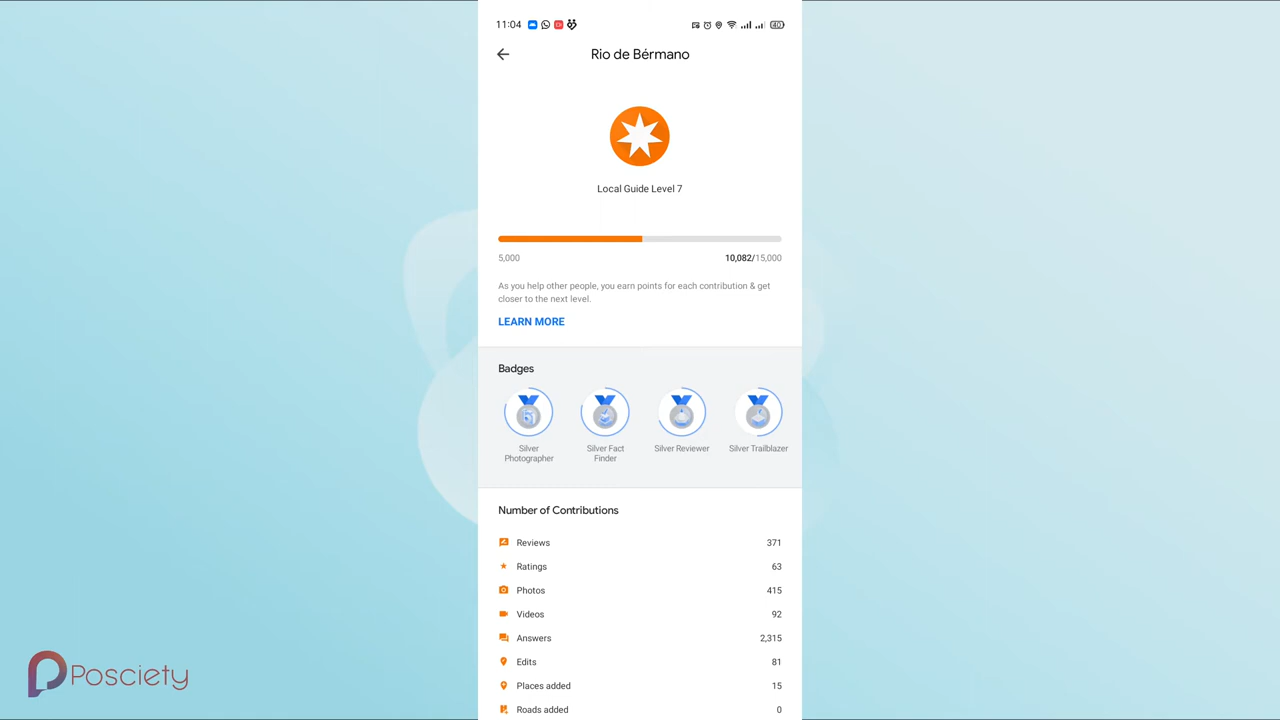 11:04
40
Rio de Bérmano
Local Guide Level 7
5,000
10,082/15,000
As you help other people, you earn points for each contribution & get
closer to the next level.
LEARN MORE
Badges
Silver
Photographer
Silver Fact
Finder
Silver Reviewer
Silver Trailblazer
Number of Contributions
Reviews 371
Ratings 63
Photos 415
Videos 92
Answers 2,315
Edits 81
Places added 15
Roads added 0
Posciety